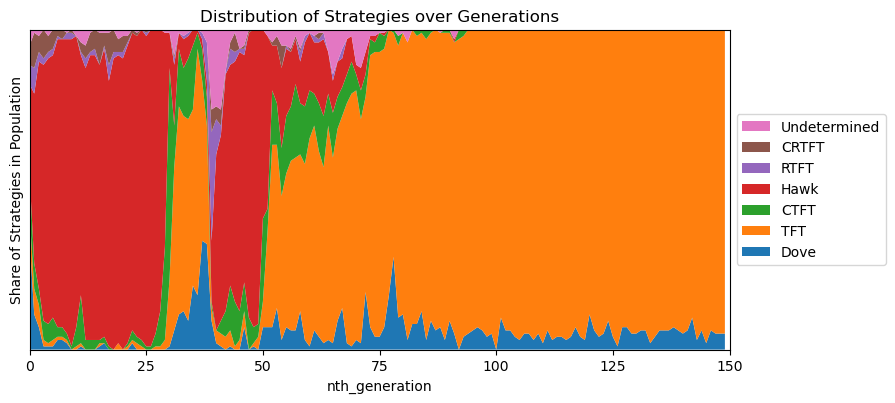 Distribution of Strategies over Generations
Share of Strategies in Population
0
25
50
75
100
125
150
nth_generation
Undetermined
CRTFT
RTFT
Hawk
CTFT
TFT
Dove